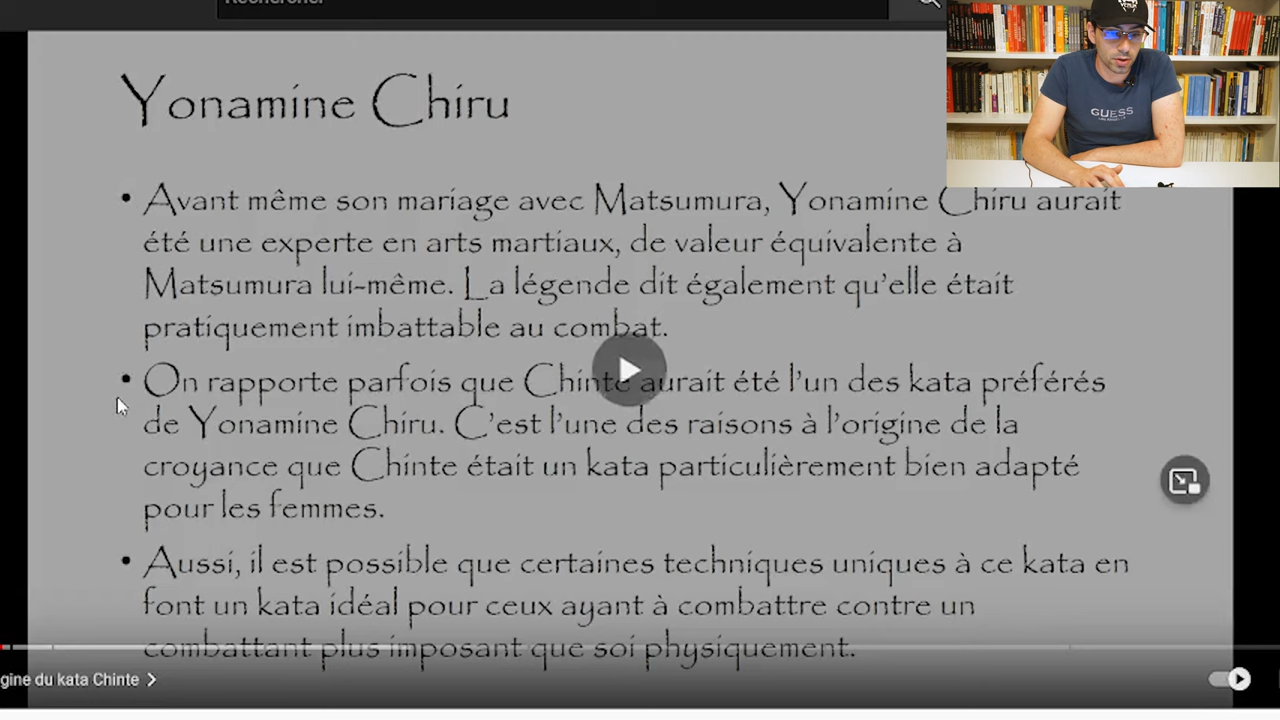 Rechercher
Yonamine Chiru
GUESS
• Avant même son mariage avec Matsumura, Yonamine Chiru aurait
été une experte en arts martiaux, de valeur équivalente à
Matsumura lui-même. La légende dit également qu'elle était
pratiquement imbattable au combat.
• On rapporte parfois que Chinte aurait été l'un des kata préférés
de Yonamine Chiru. C'est l'une des raisons à l'origine de la
croyance que Chinte était un kata particulièrement bien adapté
pour les femmes.
• Aussi, il est possible que certaines techniques uniques à ce kata en
font un kata idéal pour ceux ayant à combattre contre un
combattant plus imposant que soi physiquement.
gine du kata Chinte >